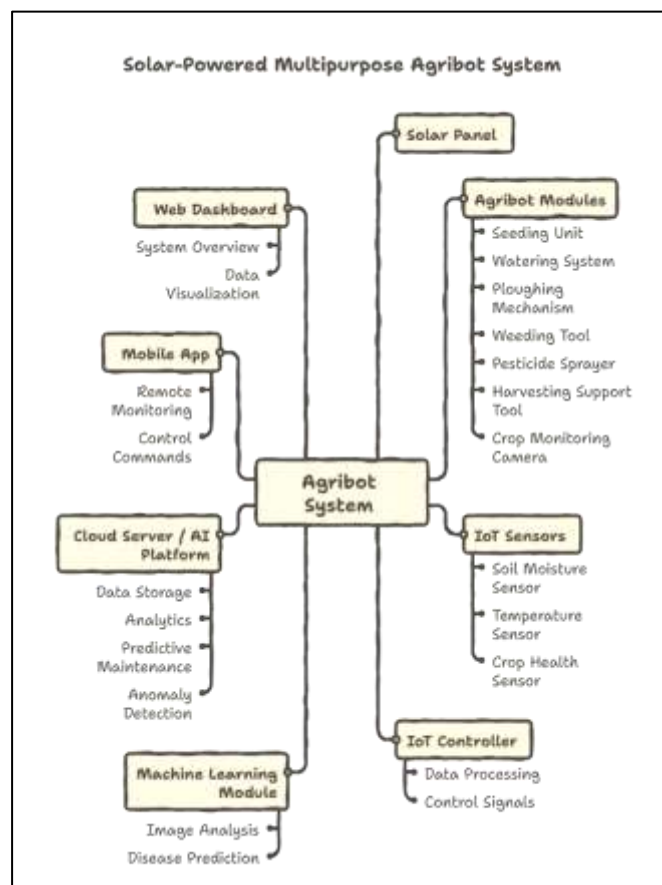 Solar-Powered Multipurpose Agribot System
Solar Panel
Web Dashboard
System Overview
Data
Visualization
Agribot Modules
Seeding Unit
Watering System
Ploughing
Mechanism
Weeding Tool
Pesticide Sprayer
Harvesting Support
Tool
Crop Monitoring
Camera
Mobile App
Remote
Monitoring
Control
Commands
Agribot
System
Cloud Server / AI
Platform
Data Storage
Analytics
Predictive
Maintenance
Anomaly
Detection
IoT Sensors
Soil Moisture
Sensor
Temperature
Sensor
Crop Health
Sensor
IoT Controller
Data Processing
Control Signals
Machine Learning
Module
Image Analysis
Disease Prediction